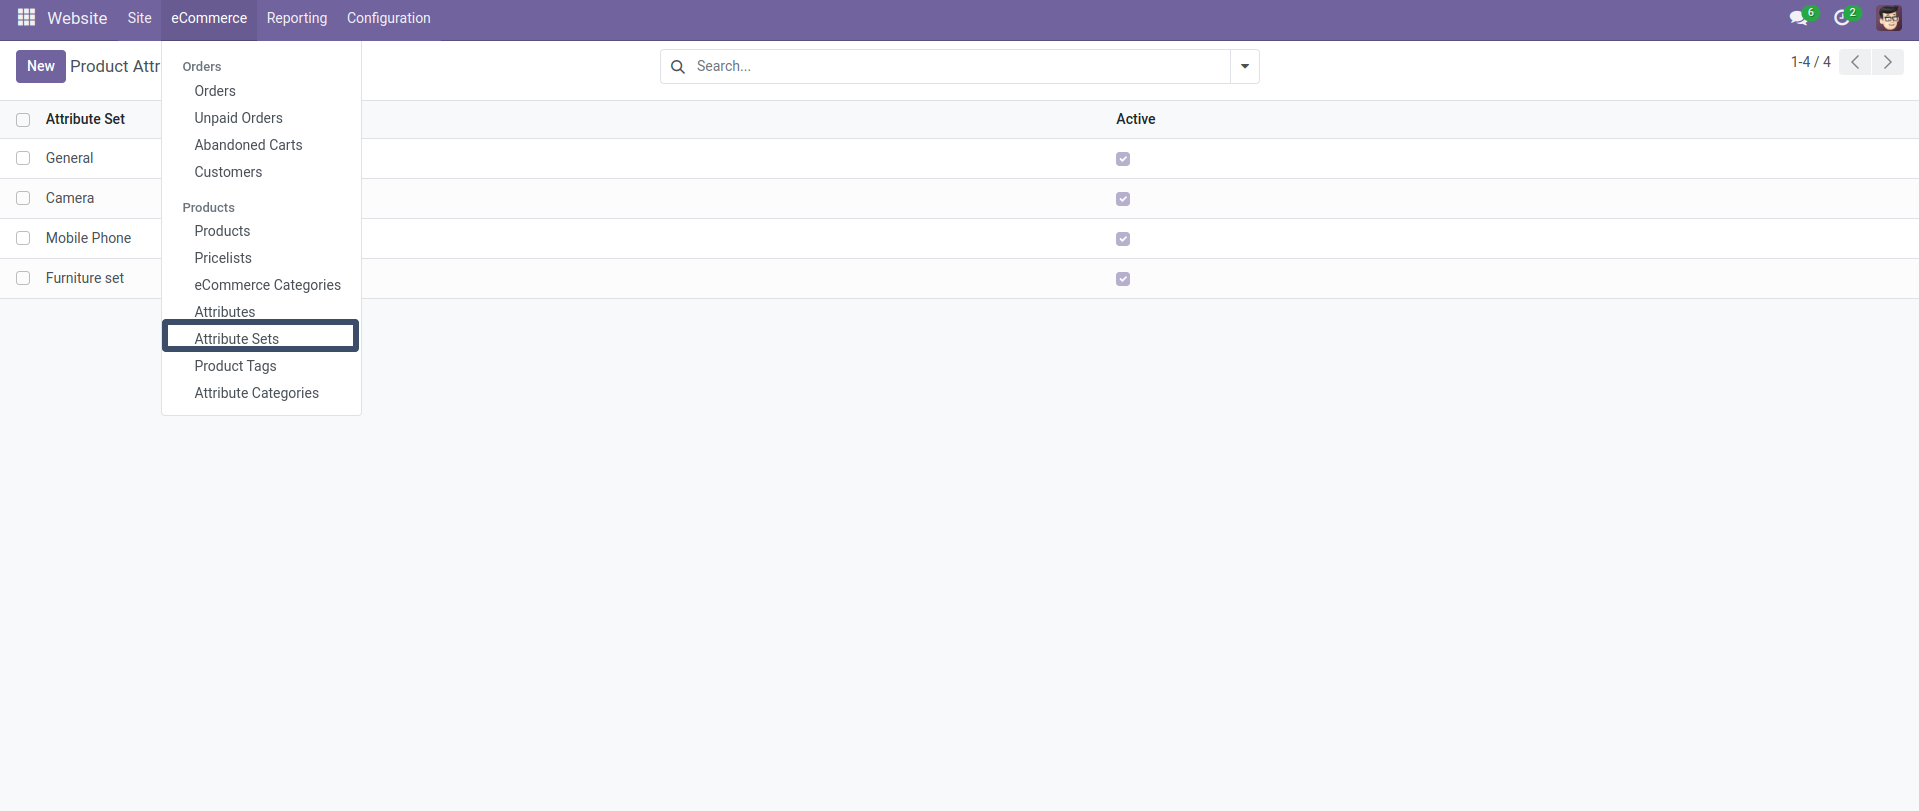 Website Site eCommerce Reporting Configuration 6 2
New Product Attr Search... 1-4 / 4
Orders
Orders
Unpaid Orders
Abandoned Carts
Customers
Products
Products
Pricelists
eCommerce Categories
Attributes
Attribute Sets
Product Tags
Attribute Categories
Attribute Set Active
General
Camera
Mobile Phone
Furniture set